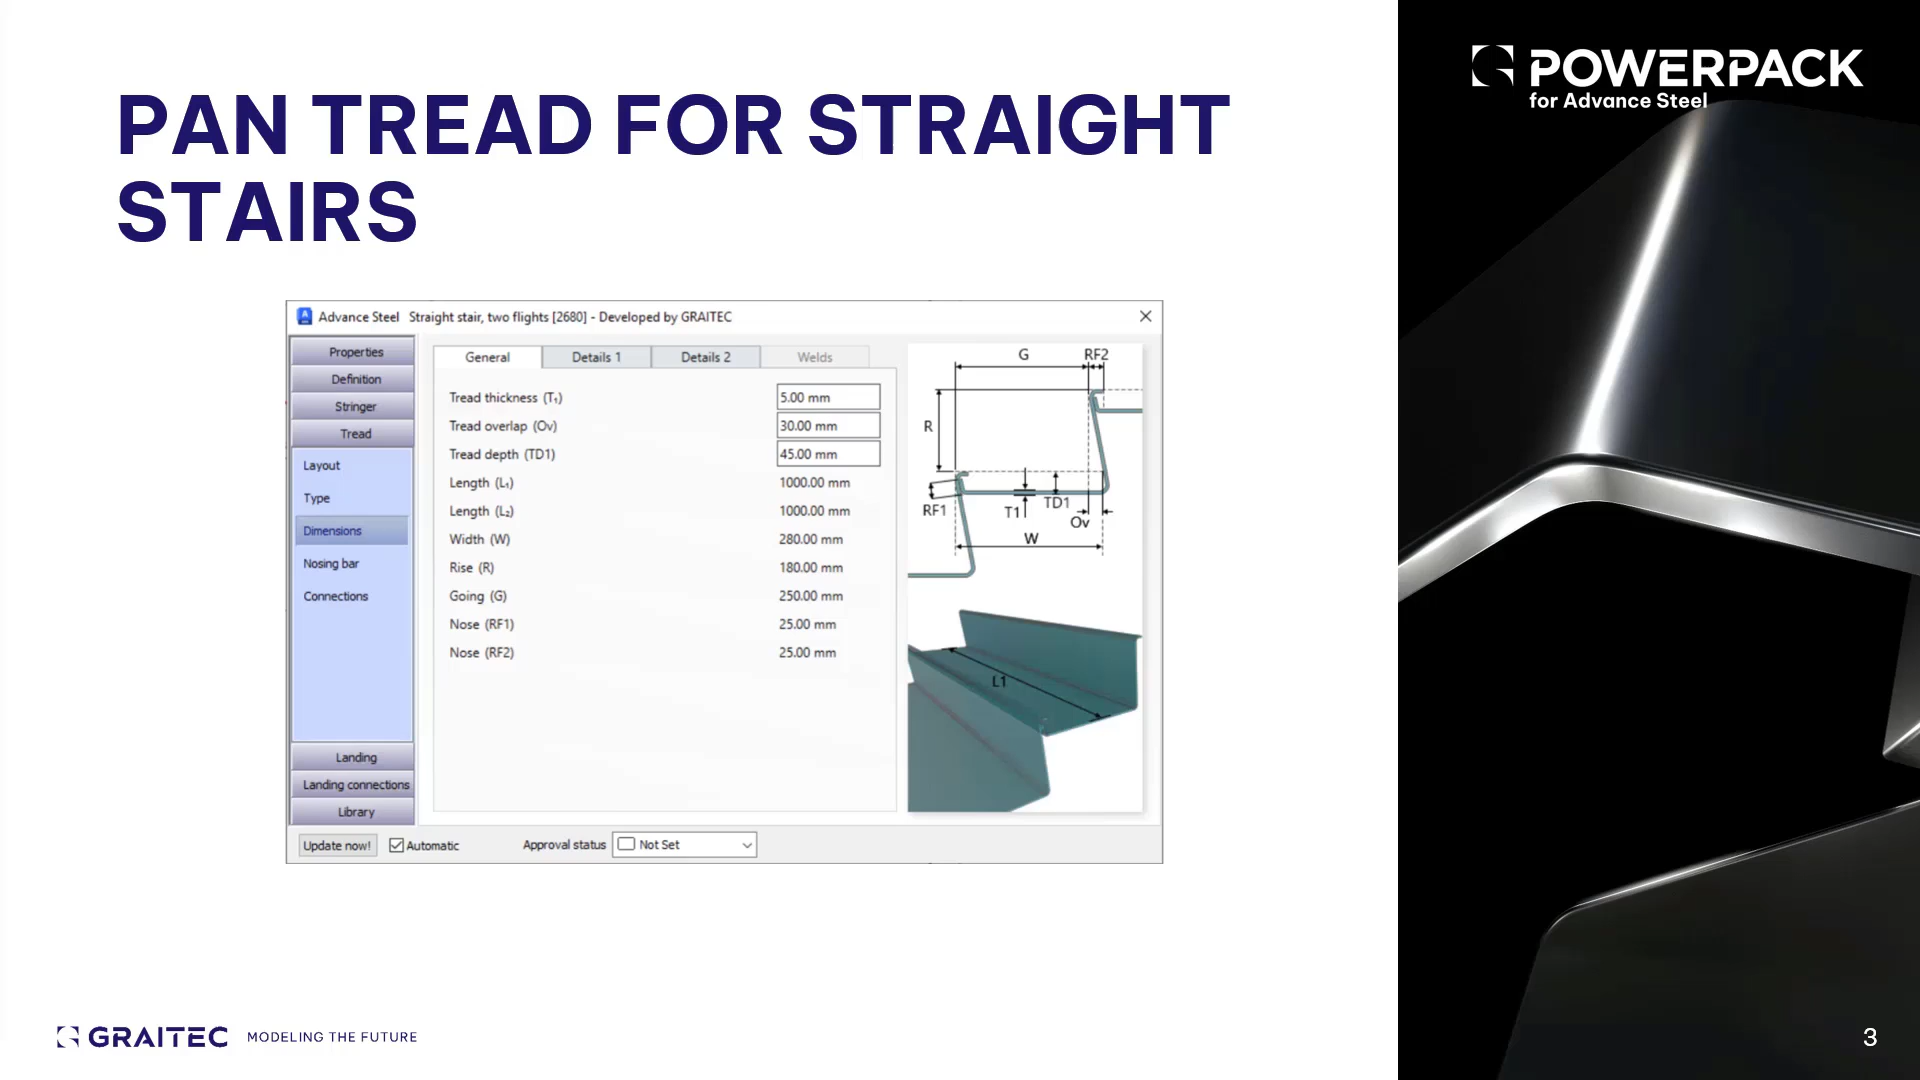 POWERPACK
for Advance Steel
PAN TREAD FOR STRAIGHT
STAIRS
Advance Steel Straight stair, two flights [2680] - Developed by GRAITEC
Properties
Definition
Stringer
Tread
Layout
Type
Dimensions
Nosing bar
Connections
Landing
Landing connections
Library
General Details 1 Details 2 Welds
Tread thickness (T₁) 5.00 mm
Tread overlap (Ov) 30.00 mm
Tread depth (TD1) 45.00 mm
Length (L₁) 1000.00 mm
Length (L₂) 1000.00 mm
Width (W) 280.00 mm
Rise (R) 180.00 mm
Going (G) 250.00 mm
Nose (RF1) 25.00 mm
Nose (RF2) 25.00 mm
G RF2
R
RF1 T1 TD1
Ov
W
L1
Update now! Automatic Approval status Not Set
GRAITEC MODELING THE FUTURE
3